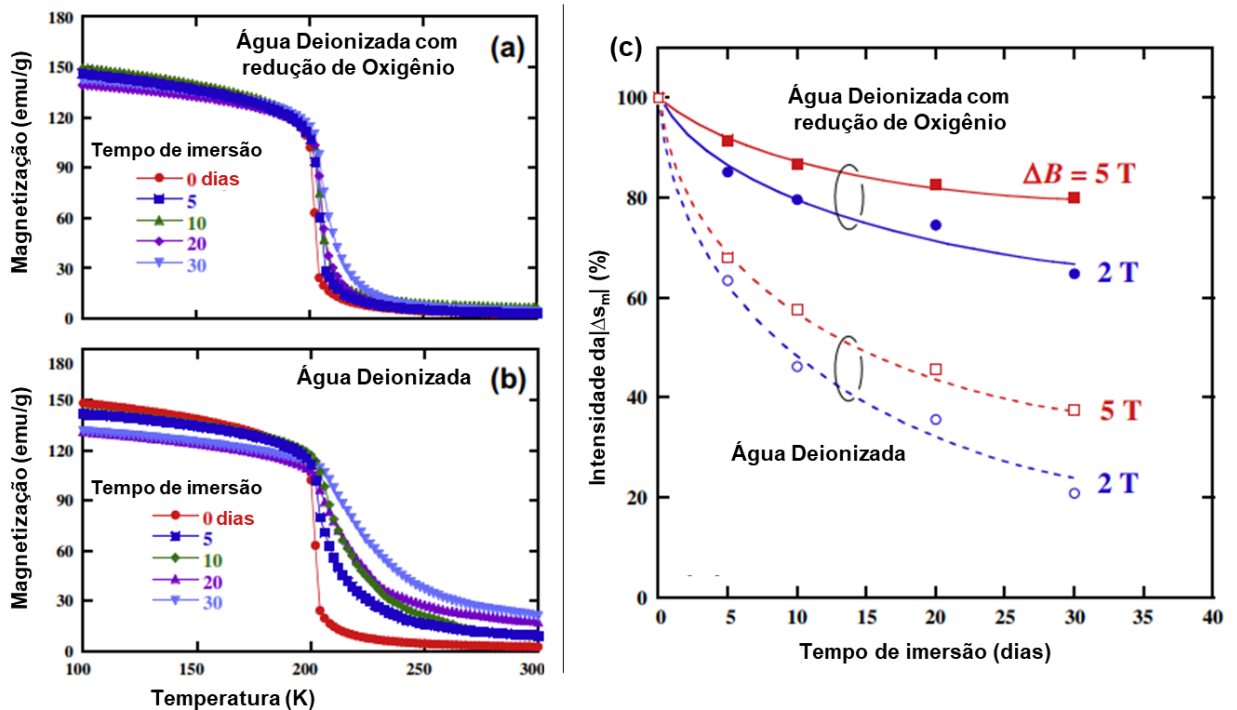 180
150
120
90
60
30
0
Magnetização (emu/g)
Água Deionizada com
redução de Oxigênio
(a)
Tempo de imersão
0 dias
5
10
20
30
180
150
120
90
60
30
0
Magnetização (emu/g)
Água Deionizada
(b)
Tempo de imersão
0 dias
5
10
20
30
100
150
200
250
300
Temperatura (K)
(c)
100
80
60
40
20
0
Intensidade da|Δsₘ| (%)
Água Deionizada com
redução de Oxigênio
ΔB = 5 T
2 T
5 T
Água Deionizada
2 T
0
5
10
15
20
25
30
40
Tempo de imersão (dias)